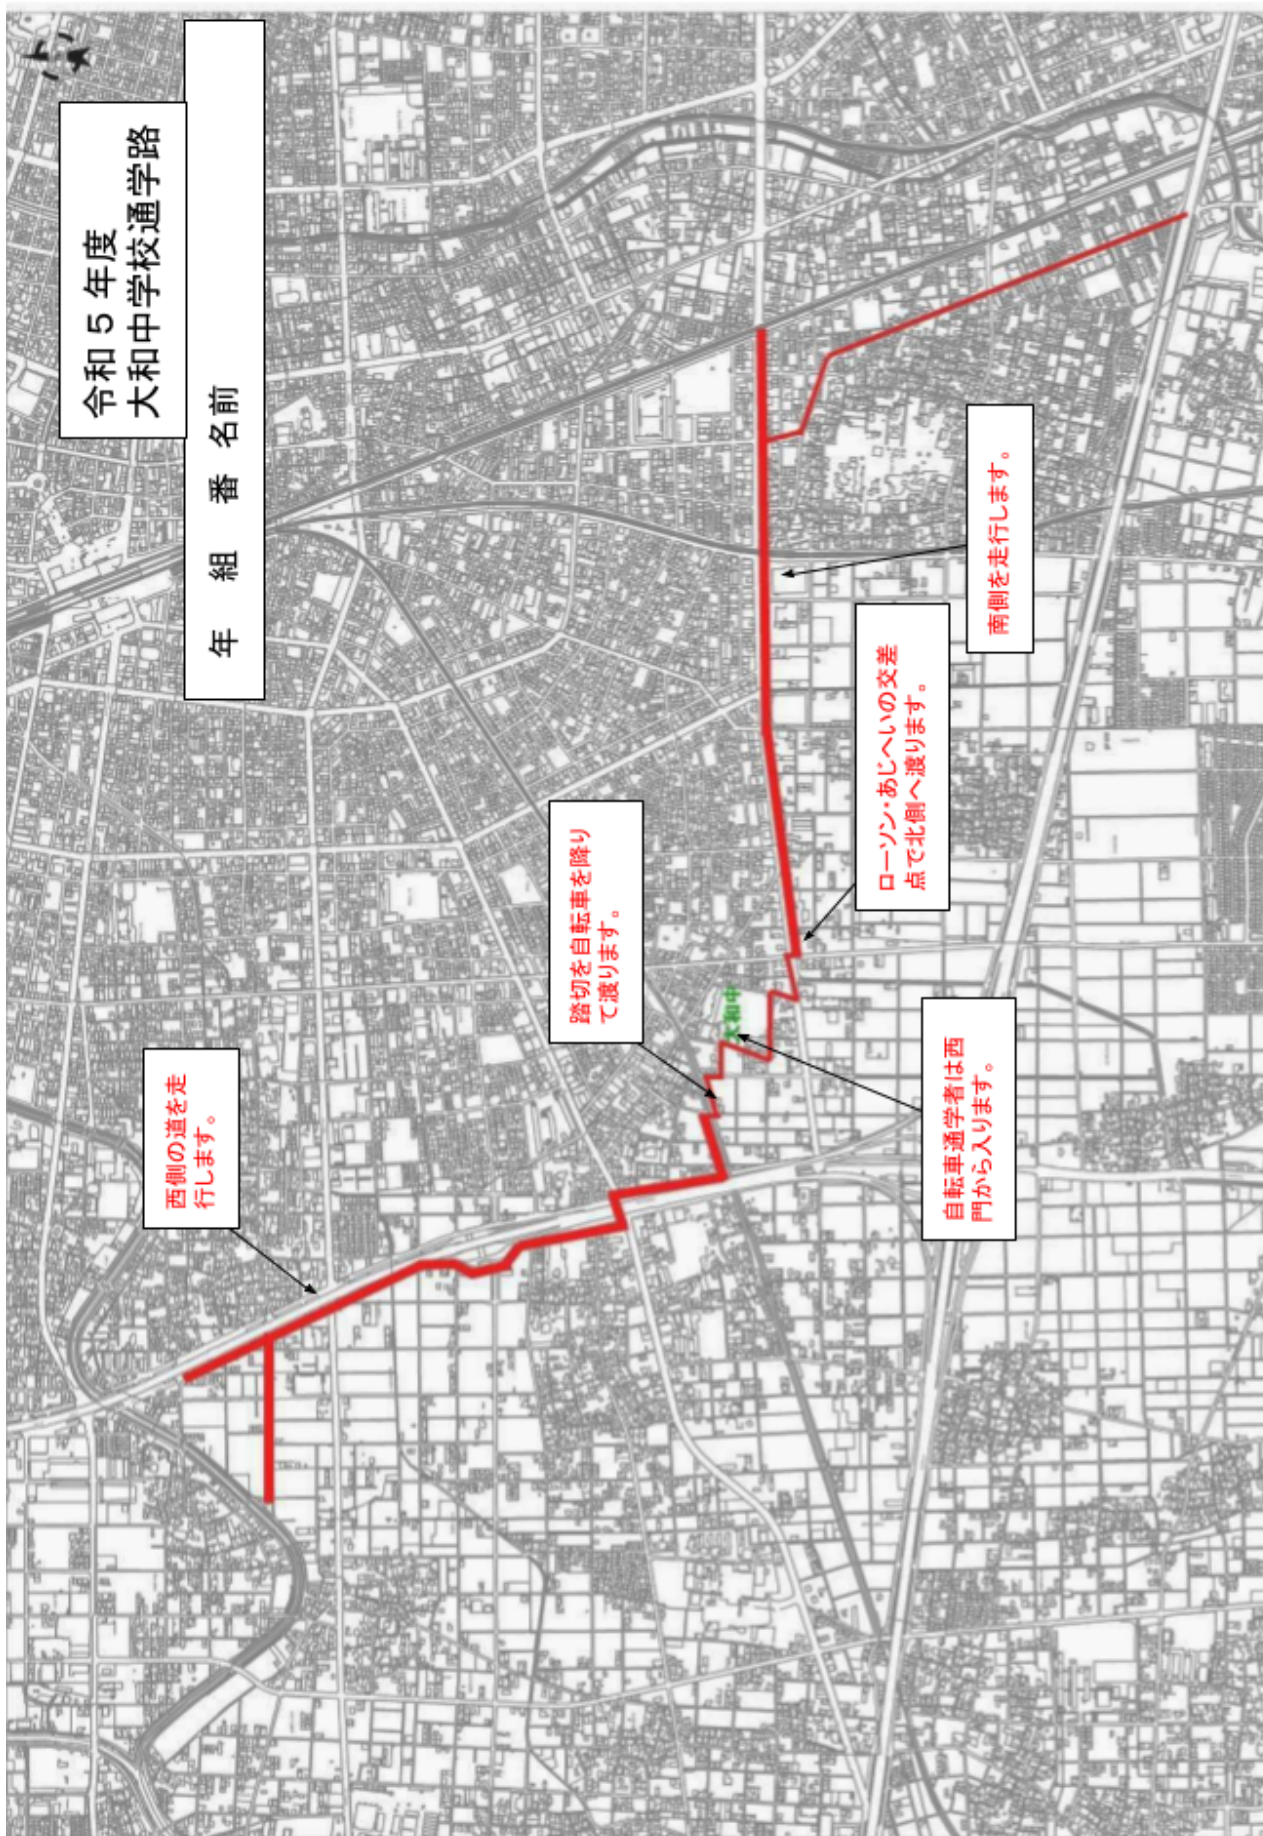 令和５年度
大和中学校通学路
年　組　番　名前
西側の道を走
行します。
踏切を自転車を降り
て渡ります。
大和中
自転車通学者は西
門から入ります。
ローソン・あじへいの交差
点で北側へ渡ります。
南側を走行します。